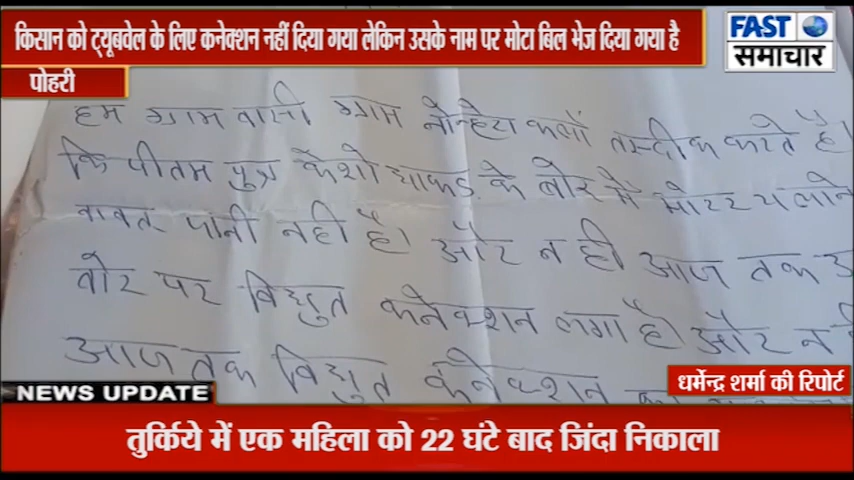 किसान को ट्यूबवेल के लिए कनेक्शन नहीं दिया गया लेकिन उसके नाम पर मोटा बिल भेज दिया गया है
FAST
समाचार
पोहरी
हम ग्रामवासी ग्राम नोन्हेटा कलाँ तस्दीक करते है।
कि पीतम पुत्र केशो धाकड के बोर में मोटर चलाने
बावत पानी नही है। और न ही आज तक
बोर पर विद्युत कनेक्शन लगा है। और न
आज तक विद्युत कनेक्शन
NEWS UPDATE
धर्मेन्द्र शर्मा की रिपोर्ट
तुर्किये में एक महिला को 22 घंटे बाद जिंदा निकाला